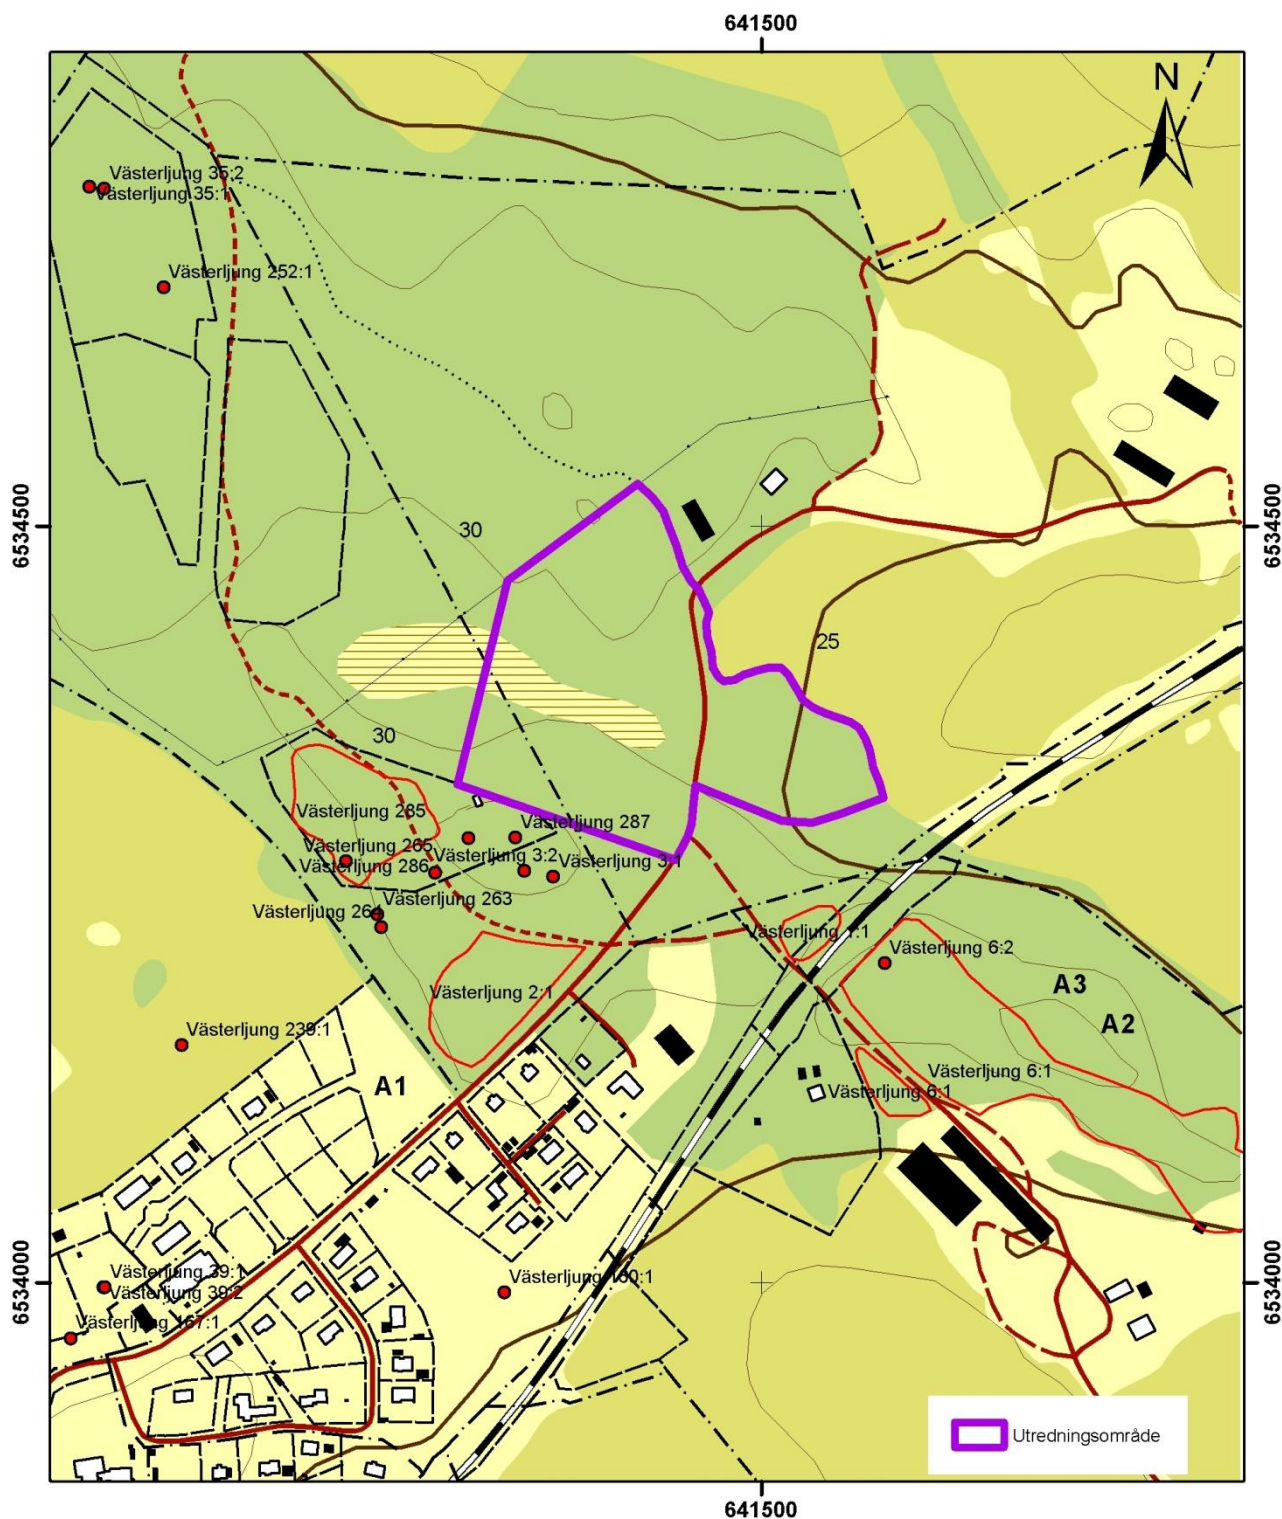 641500
N
Västerljung 35:2
Västerljung 35:1
Västerljung 252:1
6534500
6534500
30
25
30
Västerljung 285
Västerljung 287
Västerljung 265
Västerljung 3:2
Västerljung 3:1
Västerljung 286
Västerljung 263
Västerljung 264
Västerljung 1:1
Västerljung 6:2
A3
Västerljung 2:1
A2
Västerljung 239:1
A1
Västerljung 6:1
Västerljung 6:1
Västerljung 39:1
Västerljung 39:2
Västerljung 160:1
6534000
6534000
Västerljung 167:1
Utredningsområde
641500